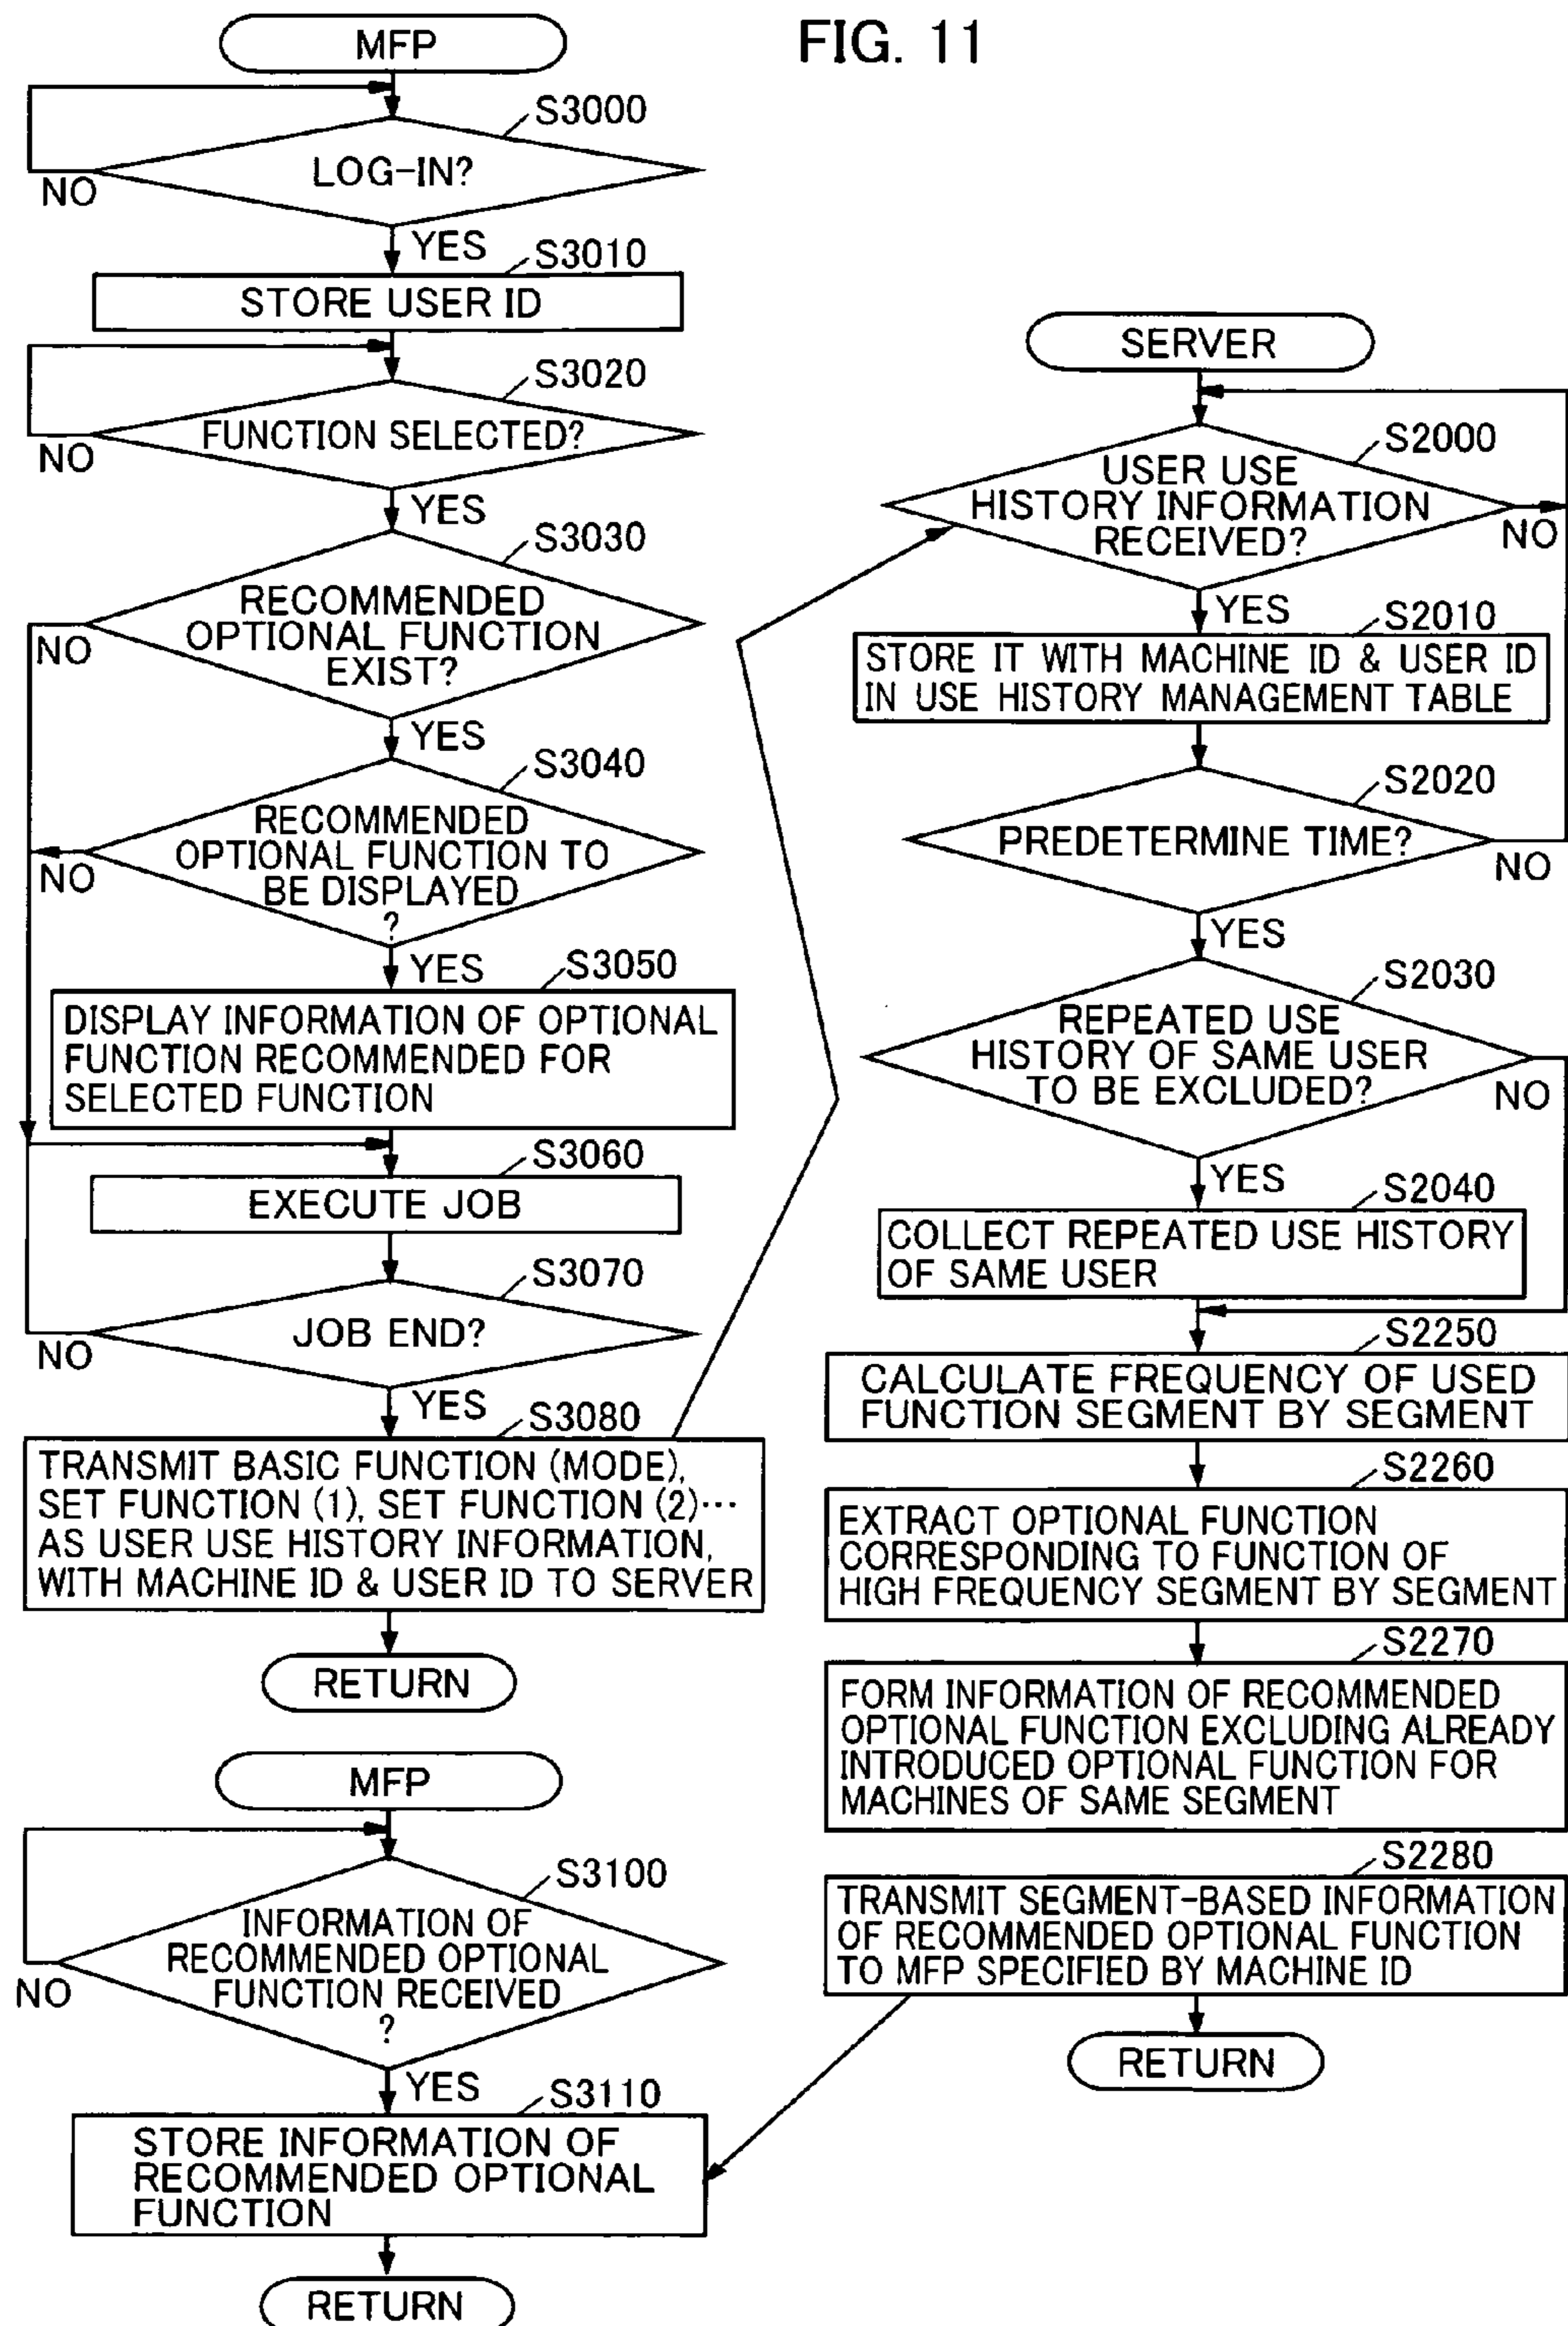 FIG. 11
MFP
S3000
LOG-IN?
NO
YES
S3010
STORE USER ID
S3020
FUNCTION SELECTED?
NO
YES
S3030
RECOMMENDED
OPTIONAL FUNCTION
EXIST?
NO
YES
S3040
RECOMMENDED
OPTIONAL FUNCTION TO
BE DISPLAYED
?
NO
YES
S3050
DISPLAY INFORMATION OF OPTIONAL
FUNCTION RECOMMENDED FOR
SELECTED FUNCTION
S3060
EXECUTE JOB
S3070
JOB END?
NO
YES
S3080
TRANSMIT BASIC FUNCTION (MODE),
SET FUNCTION (1), SET FUNCTION (2)···
AS USER USE HISTORY INFORMATION,
WITH MACHINE ID & USER ID TO SERVER
RETURN
MFP
S3100
INFORMATION OF
RECOMMENDED OPTIONAL
FUNCTION RECEIVED
?
NO
YES
S3110
STORE INFORMATION OF
RECOMMENDED OPTIONAL
FUNCTION
RETURN
SERVER
S2000
USER USE
HISTORY INFORMATION
RECEIVED?
NO
YES
S2010
STORE IT WITH MACHINE ID & USER ID
IN USE HISTORY MANAGEMENT TABLE
S2020
PREDETERMINE TIME?
NO
YES
S2030
REPEATED USE
HISTORY OF SAME USER
TO BE EXCLUDED?
NO
YES
S2040
COLLECT REPEATED USE HISTORY
OF SAME USER
S2250
CALCULATE FREQUENCY OF USED
FUNCTION SEGMENT BY SEGMENT
S2260
EXTRACT OPTIONAL FUNCTION
CORRESPONDING TO FUNCTION OF
HIGH FREQUENCY SEGMENT BY SEGMENT
S2270
FORM INFORMATION OF RECOMMENDED
OPTIONAL FUNCTION EXCLUDING ALREADY
INTRODUCED OPTIONAL FUNCTION FOR
MACHINES OF SAME SEGMENT
S2280
TRANSMIT SEGMENT-BASED INFORMATION
OF RECOMMENDED OPTIONAL FUNCTION
TO MFP SPECIFIED BY MACHINE ID
RETURN